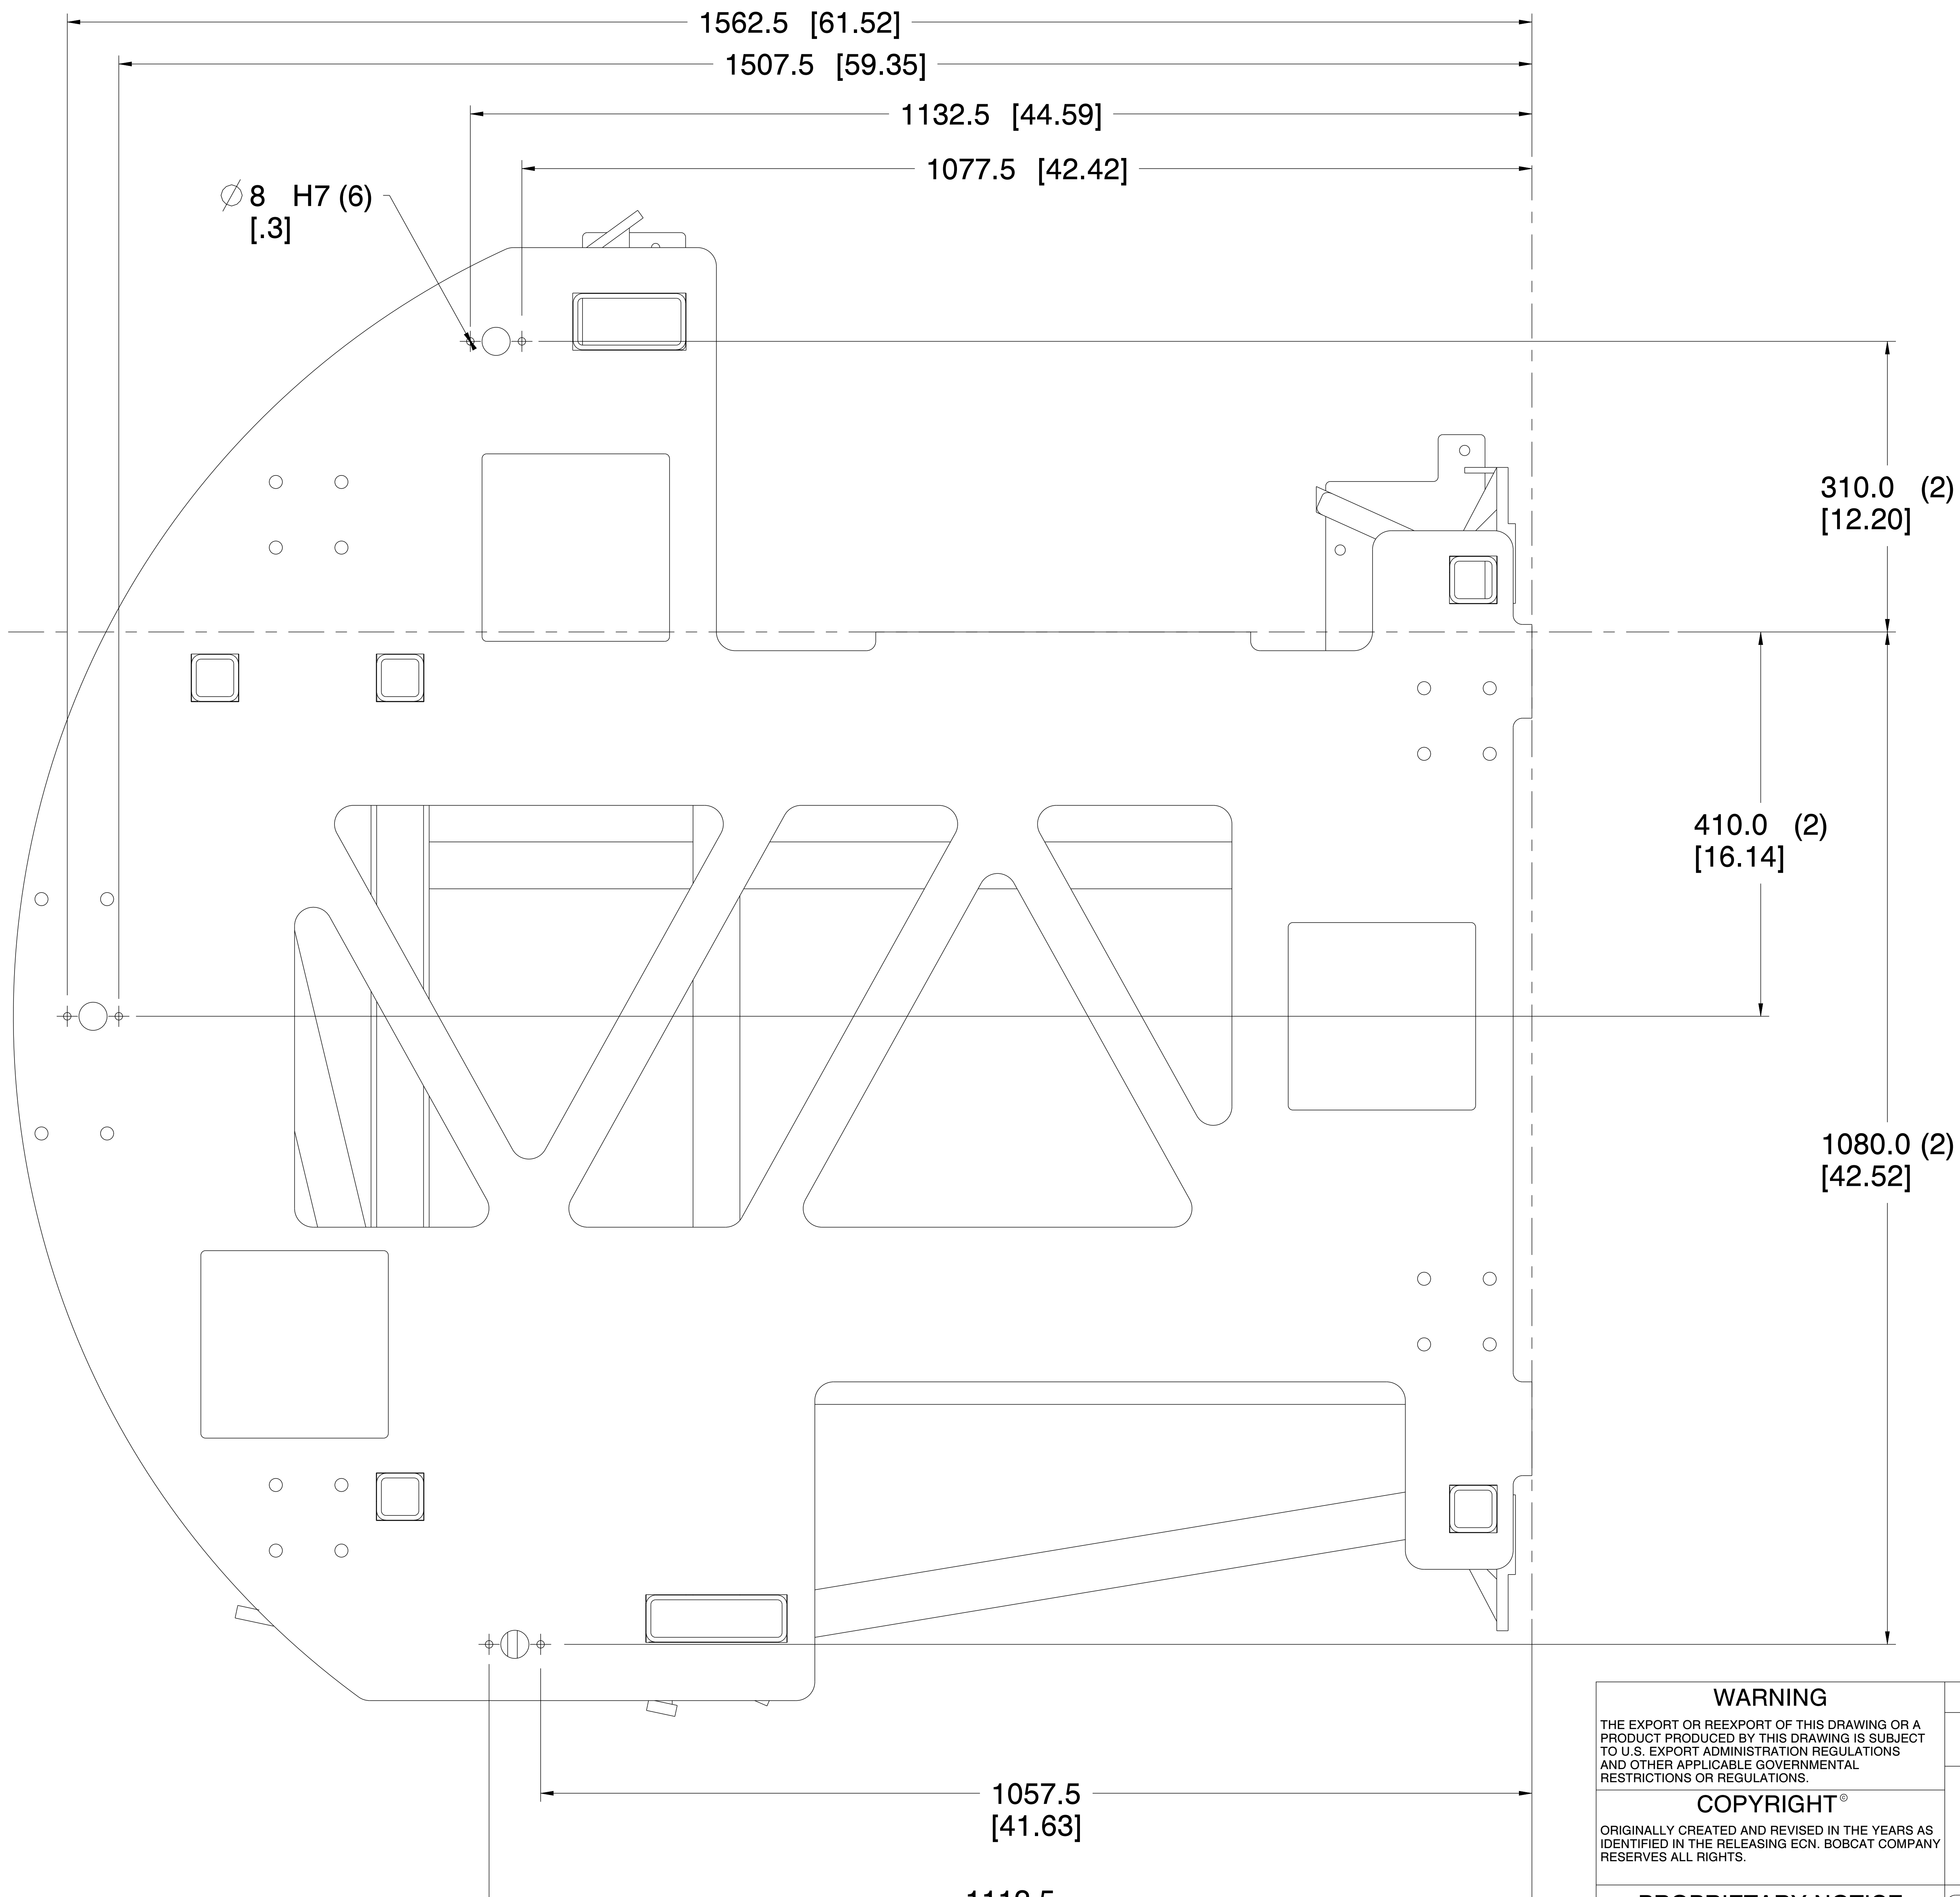 1562.5 [61.52]
1507.5 [59.35]
1132.5 [44.59]
1077.5 [42.42]
∅ 8 H7 (6)
[.3]
310.0 (2)
[12.20]
410.0 (2)
[16.14]
1080.0 (2)
[42.52]
1057.5
[41.63]
WARNING
THE EXPORT OR REEXPORT OF THIS DRAWING OR A
PRODUCT PRODUCED BY THIS DRAWING IS SUBJECT
TO U.S. EXPORT ADMINISTRATION REGULATIONS
AND OTHER APPLICABLE GOVERNMENTAL
RESTRICTIONS OR REGULATIONS.
COPYRIGHT©
ORIGINALLY CREATED AND REVISED IN THE YEARS AS
IDENTIFIED IN THE RELEASING ECN. BOBCAT COMPANY
RESERVES ALL RIGHTS.
PROPRIETARY NOTICE